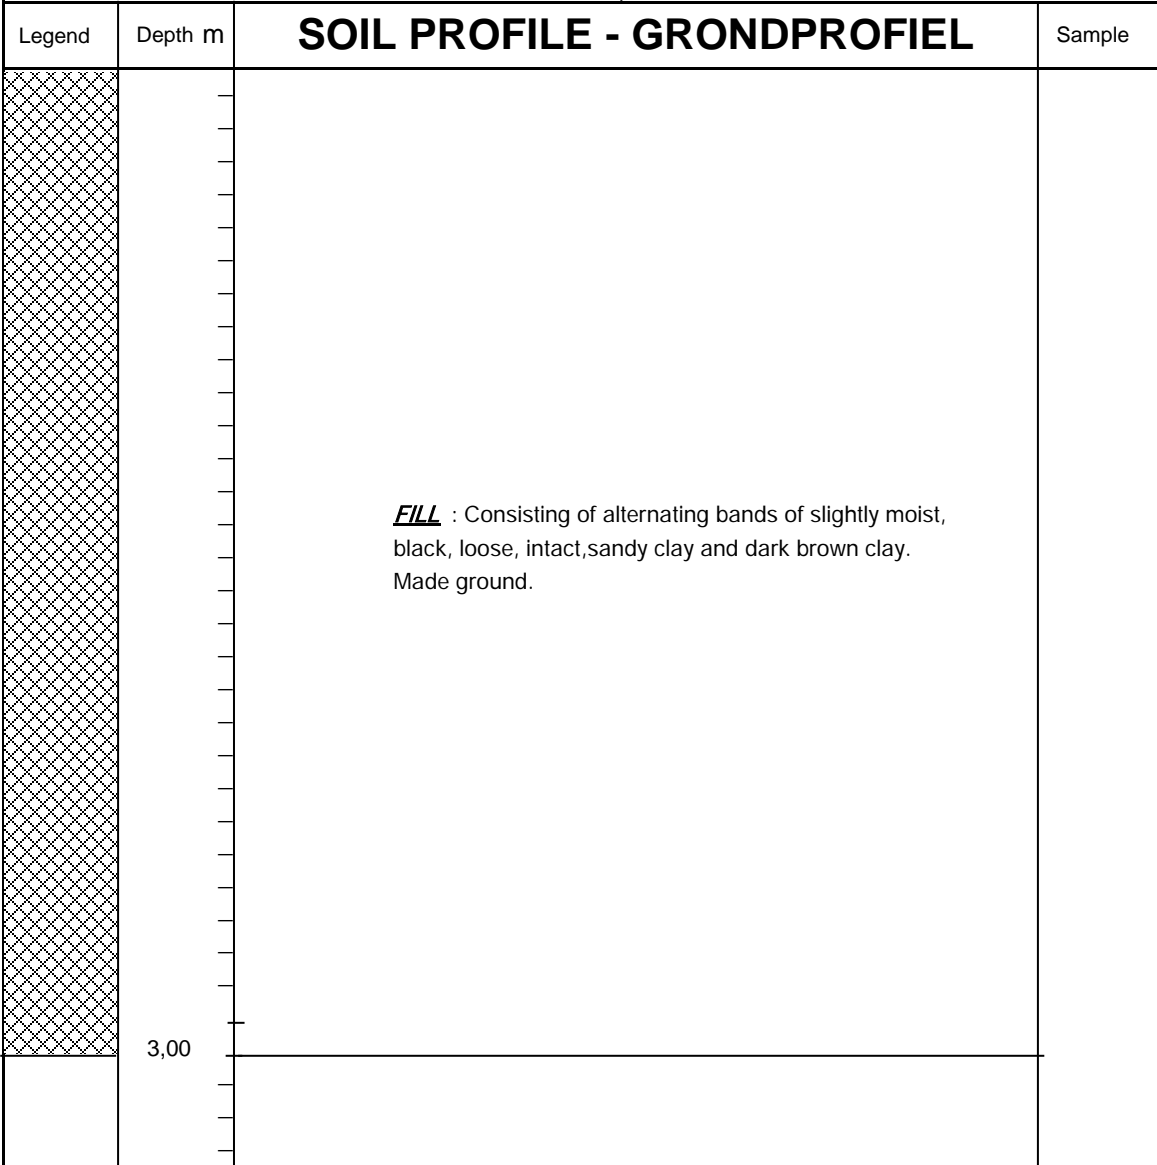 Legend
Depth m
SOIL PROFILE - GRONDPROFIEL
Sample
FILL : Consisting of alternating bands of slightly moist,
black, loose, intact,sandy clay and dark brown clay.
Made ground.
3,00